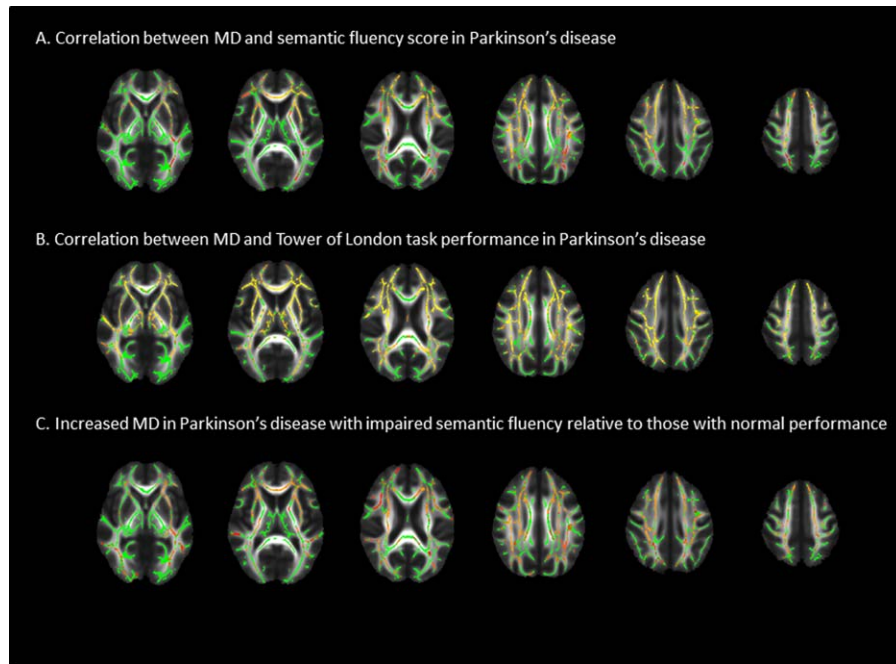 A. Correlation between MD and semantic fluency score in Parkinson's disease
B. Correlation between MD and Tower of London task performance in Parkinson's disease
C. Increased MD in Parkinson's disease with impaired semantic fluency relative to those with normal performance